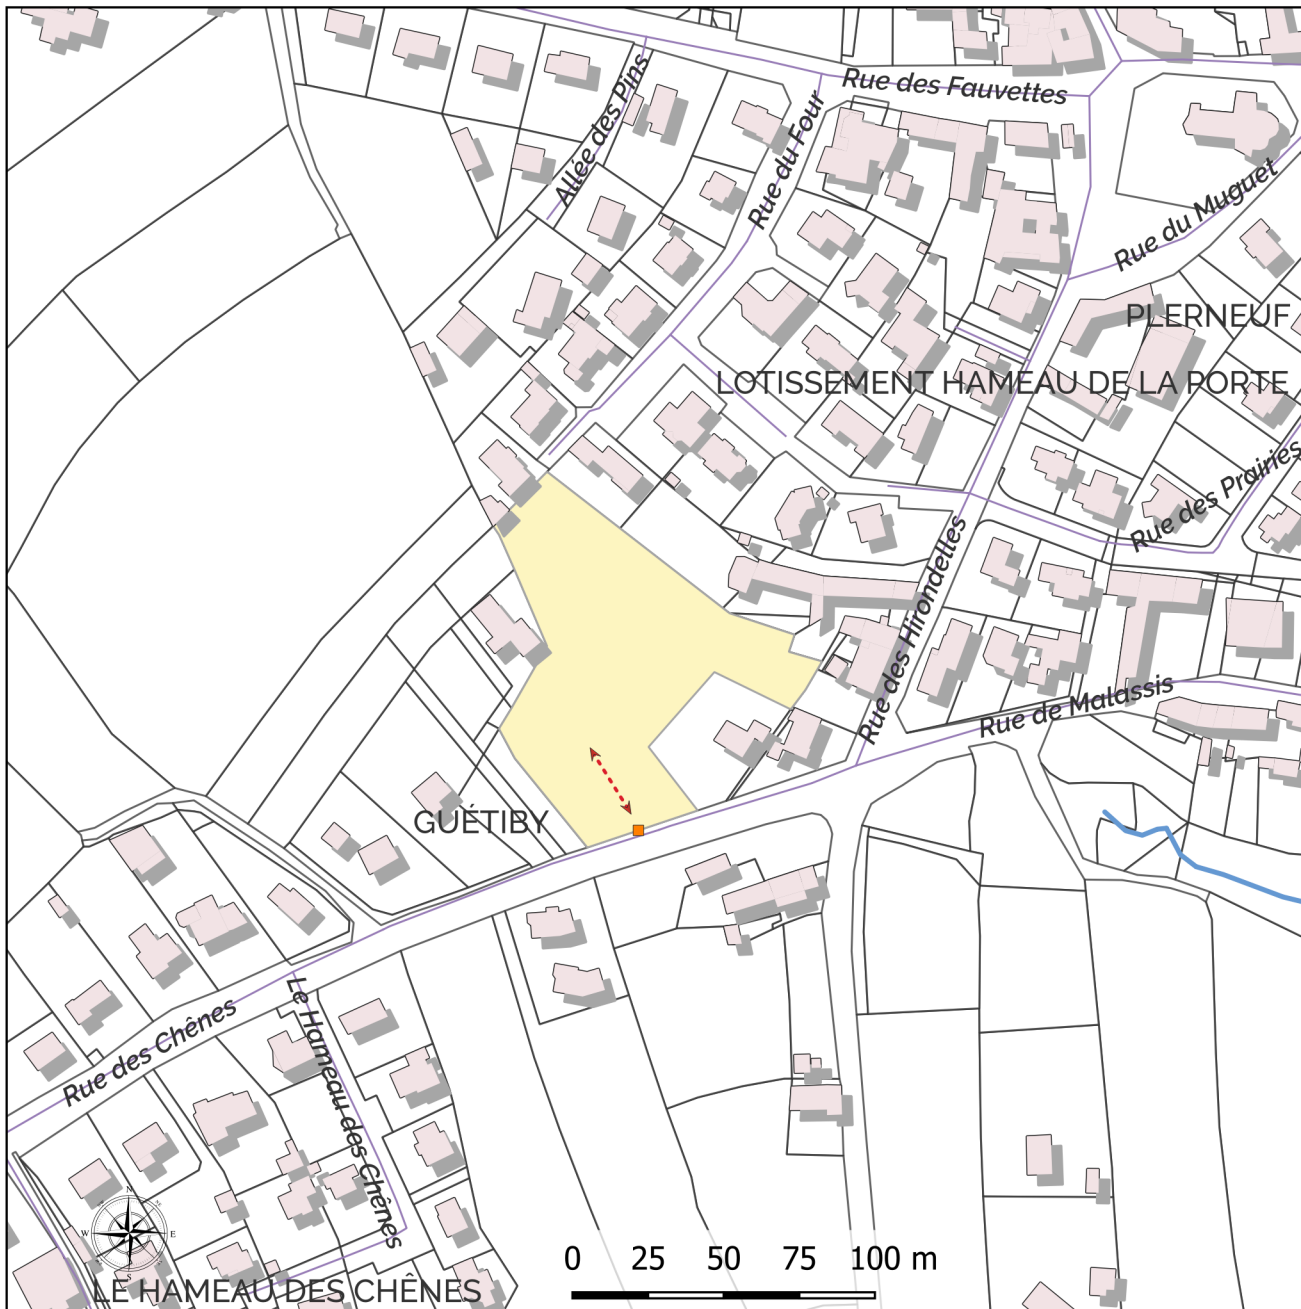 Rue des Fauvettes
Allée des Pins
Rue du Four
Rue du Muguet
PLERNEUF
LOTISSEMENT HAMEAU DE LA PORTE
Rue des Prairies
Rue des Hirondelles
Rue de Malassis
GUÉTIBY
Rue des Chênes
Le Hameau des Chênes
N
W E
S
LE HAMEAU DES CHÊNES
0 25 50 75 100 m